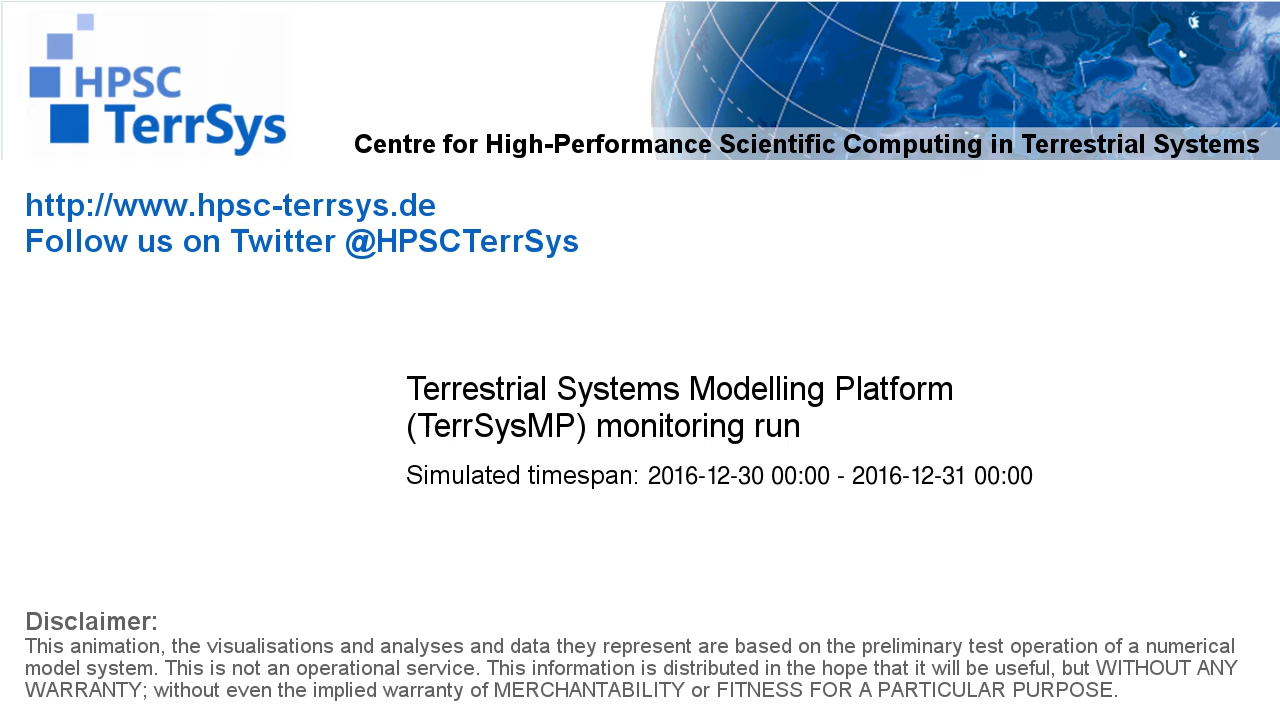 HPSC
TerrSys
Centre for High-Performance Scientific Computing in Terrestrial Systems
http://www.hpsc-terrsys.de
Follow us on Twitter @HPSCTerrSys
Terrestrial Systems Modelling Platform
(TerrSysMP) monitoring run
Simulated timespan: 2016-12-30 00:00 - 2016-12-31 00:00
Disclaimer:
This animation, the visualisations and analyses and data they represent are based on the preliminary test operation of a numerical
model system. This is not an operational service. This information is distributed in the hope that it will be useful, but WITHOUT ANY
WARRANTY; without even the implied warranty of MERCHANTABILITY or FITNESS FOR A PARTICULAR PURPOSE.